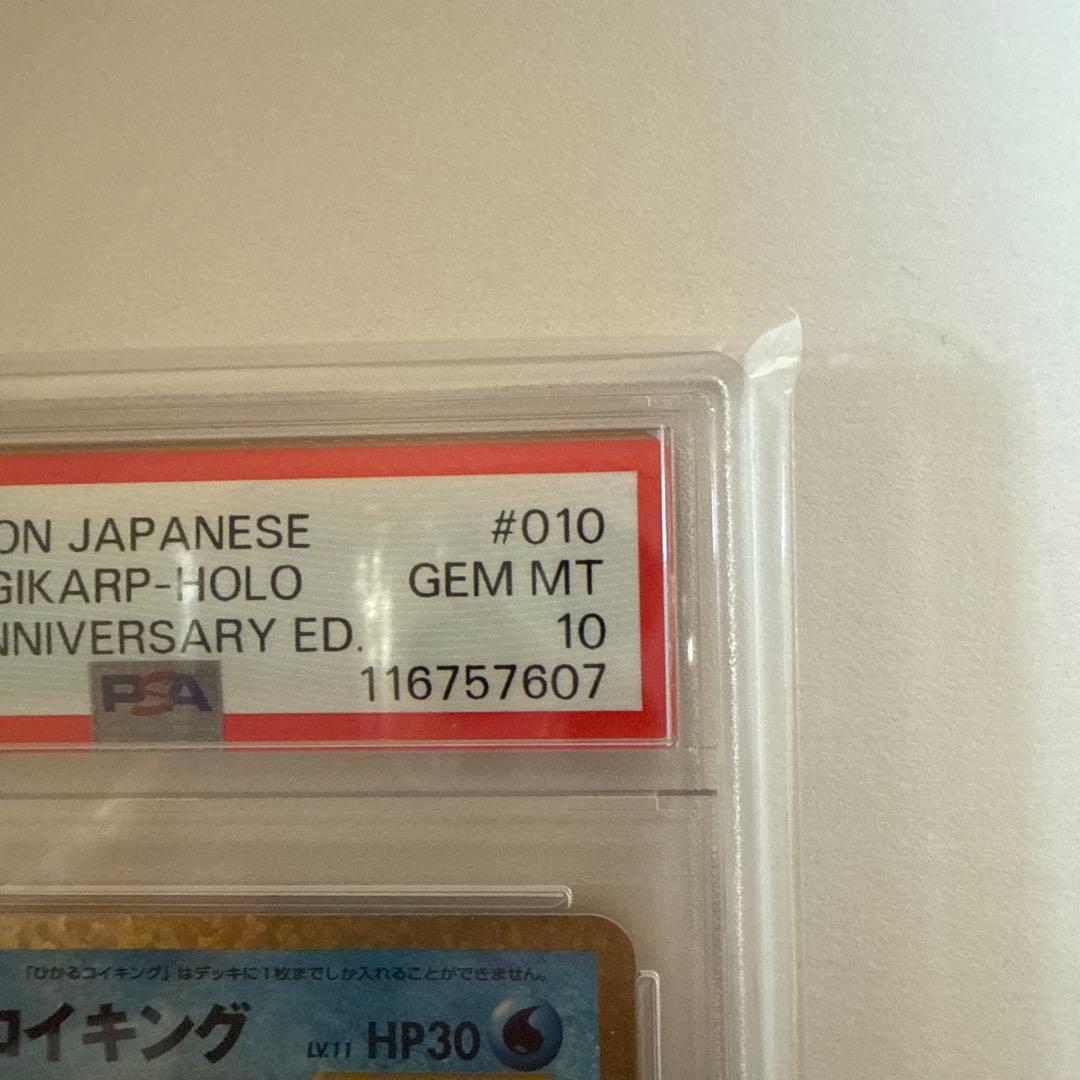 ON JAPANESE #010
GIKARP-HOLO GEM MT
NNIVERSARY ED. 10
PSA 116757607
「ひかるコイキング」はデッキに1枚までしか入れることができません。
コイキング LV.11 HP30